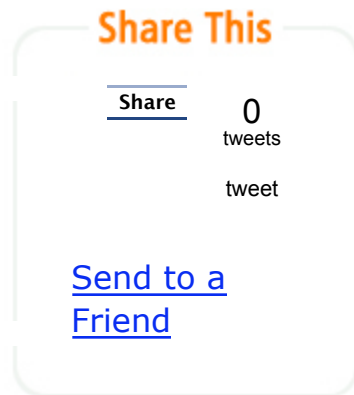 Share This
Share
0
tweets
tweet
Send to a
Friend